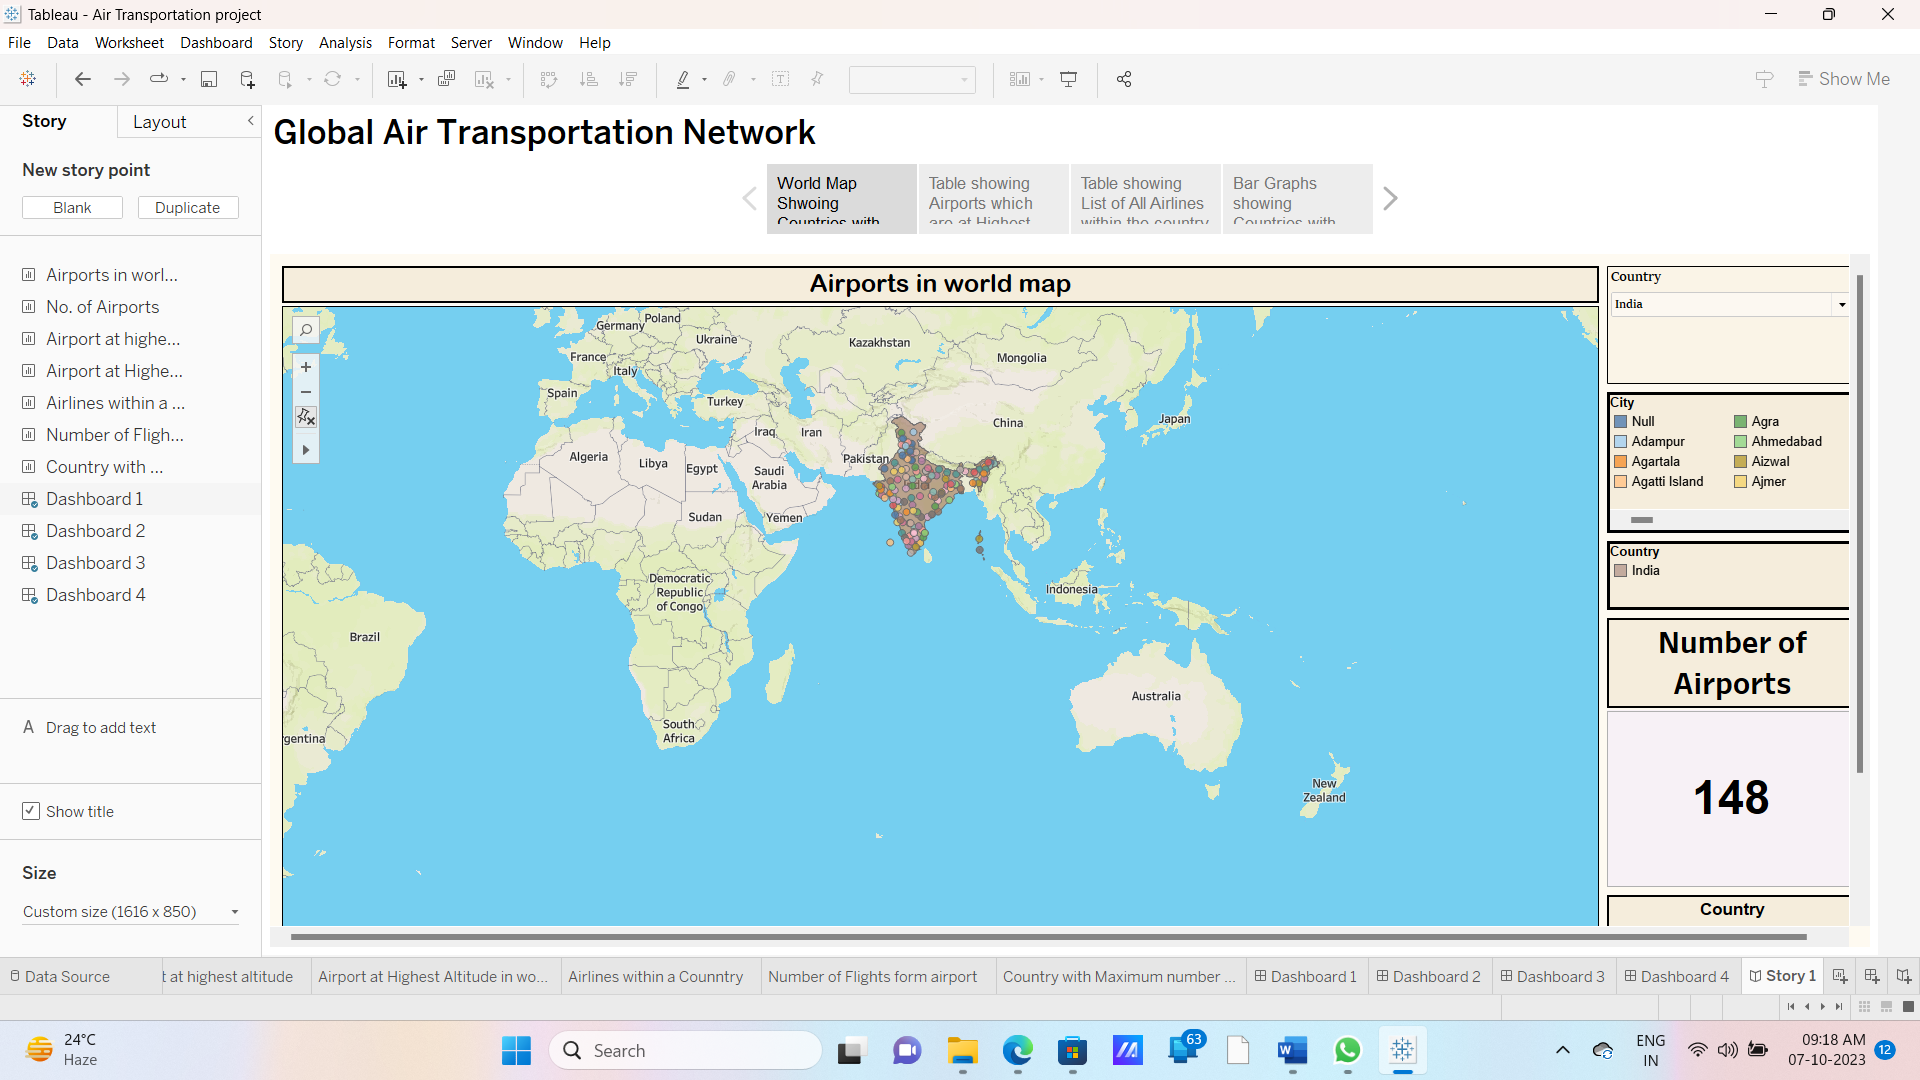 Tableau - Air Transportation project
File Data Worksheet Dashboard Story Analysis Format Server Window Help
Show Me
Story
Layout
New story point
Blank
Duplicate
Airports in worl...
No. of Airports
Airport at highe...
Airport at Highe...
Airlines within a ...
Number of Fligh...
Country with ...
Dashboard 1
Dashboard 2
Dashboard 3
Dashboard 4
A Drag to add text
Show title
Size
Custom size (1616 x 850)
Global Air Transportation Network
World Map
Shwoing
Countries with
Table showing
Airports which
are at Highest
Table showing
List of All Airlines
within the country
Bar Graphs
showing
Countries with
Airports in world map
Poland
Germany
Ukraine
Kazakhstan
France
Mongolia
Italy
Spain
Turkey
Japan
China
Iraq
Iran
Algeria
Libya
Egypt
Pakistan
Saudi
Arabia
Sudan
Yemen
Democratic
Republic
of Congo
Indonesia
Brazil
Australia
South
Africa
gentina
New
Zealand
Country
India
City
Null
Agra
Adampur
Ahmedabad
Agartala
Aizwal
Agatti Island
Ajmer
Country
India
Number of
Airports
148
Country
Data Source
t at highest altitude
Airport at Highest Altitude in wo...
Airlines within a Counntry
Number of Flights form airport
Country with Maximum number ...
Dashboard 1
Dashboard 2
Dashboard 3
Dashboard 4
Story 1
24°C
Haze
Search
63
ENG
IN
09:18 AM
07-10-2023
12